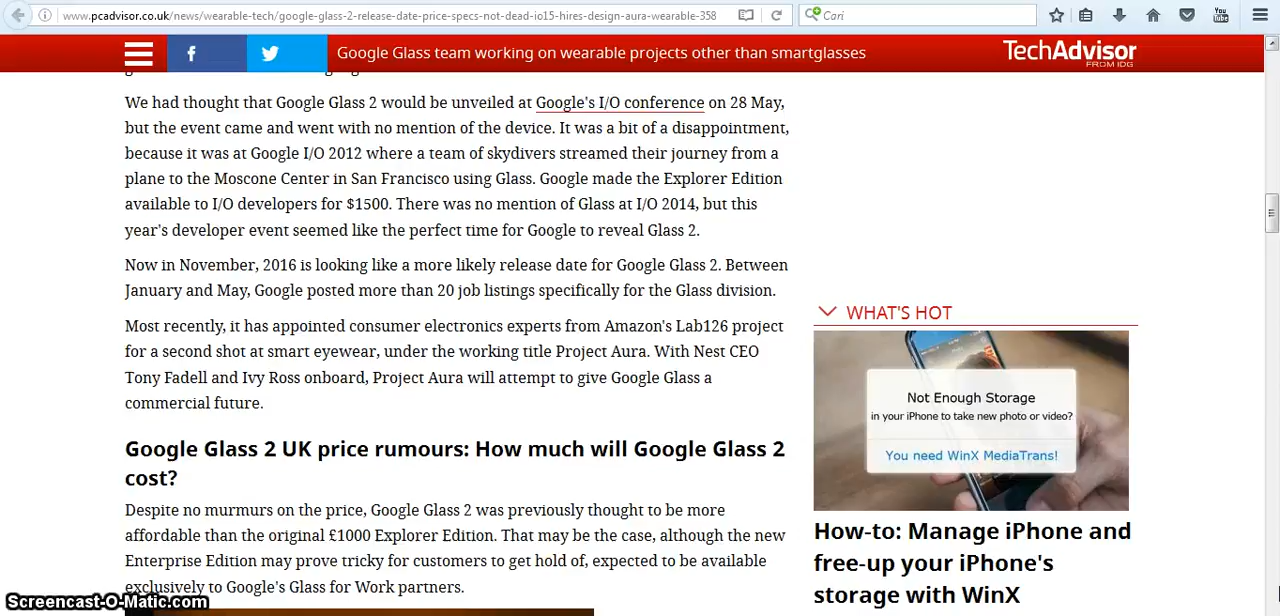 www.pcadvisor.co.uk/news/wearable-tech/google-glass-2-release-date-price-specs-not-dead-io15-hires-design-aura-wearable-358
Cari
You Tube
f
Google Glass team working on wearable projects other than smartglasses
TechAdvisor
FROM IDG
We had thought that Google Glass 2 would be unveiled at Google's I/O conference on 28 May,
but the event came and went with no mention of the device. It was a bit of a disappointment,
because it was at Google I/O 2012 where a team of skydivers streamed their journey from a
plane to the Moscone Center in San Francisco using Glass. Google made the Explorer Edition
available to I/O developers for $1500. There was no mention of Glass at I/O 2014, but this
year's developer event seemed like the perfect time for Google to reveal Glass 2.
Now in November, 2016 is looking like a more likely release date for Google Glass 2. Between
January and May, Google posted more than 20 job listings specifically for the Glass division.
Most recently, it has appointed consumer electronics experts from Amazon's Lab126 project
for a second shot at smart eyewear, under the working title Project Aura. With Nest CEO
Tony Fadell and Ivy Ross onboard, Project Aura will attempt to give Google Glass a
commercial future.
Google Glass 2 UK price rumours: How much will Google Glass 2
cost?
Despite no murmurs on the price, Google Glass 2 was previously thought to be more
affordable than the original £1000 Explorer Edition. That may be the case, although the new
Enterprise Edition may prove tricky for customers to get hold of, expected to be available
exclusively to Google's Glass for Work partners.
WHAT'S HOT
Not Enough Storage
in your iPhone to take new photo or video?
You need WinX MediaTrans!
How-to: Manage iPhone and
free-up your iPhone's
storage with WinX
Screencast-O-Matic.com